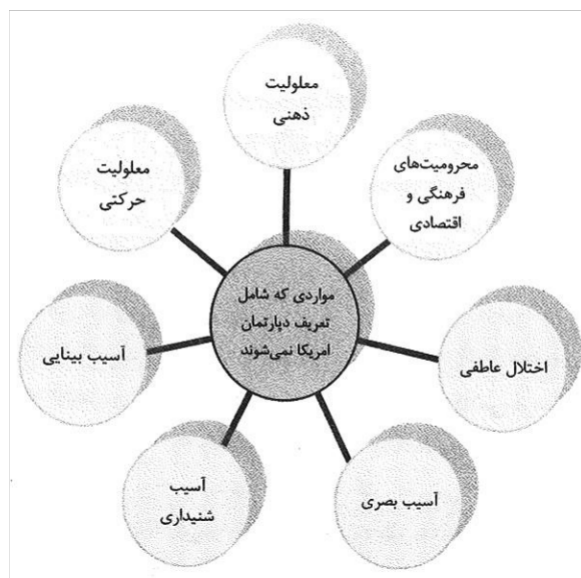 معلولیت
ذهنی
محرومیت‌های
فرهنگی و
اقتصادی
اختلال عاطفی
آسیب بصری
آسیب
شنیداری
آسیب بینایی
معلولیت
حرکتی
مواردی که شامل
تعریف دپارتمان
امریکا نمی‌شوند